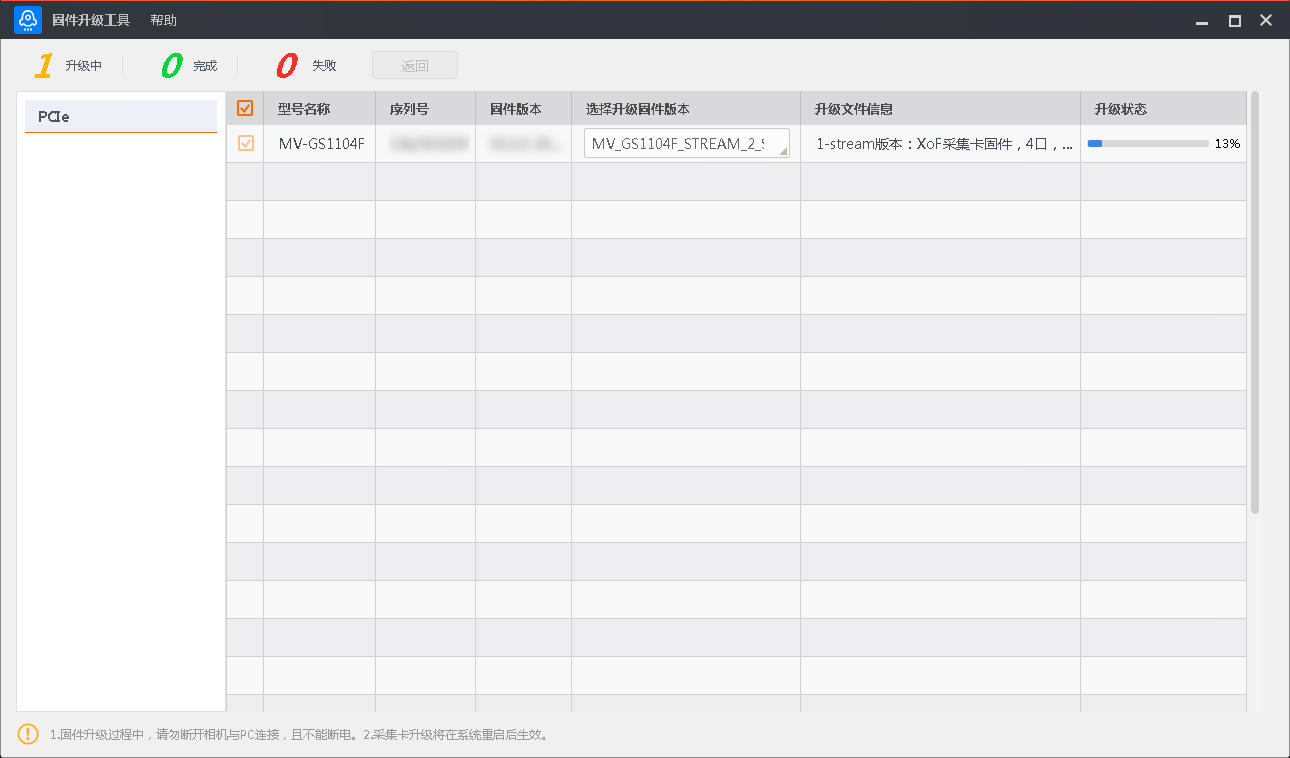 固件升级工具 帮助
1 升级中 0 完成 0 失败 返回
PCIe
型号名称 序列号 固件版本 选择升级固件版本 升级文件信息 升级状态
MV-GS1104F MV_GS1104F_STREAM_2_ 1-stream版本：XoF采集卡固件，4口，... 13%
1.固件升级过程中，请勿断开相机与PC连接，且不能断电。2.采集卡升级将在系统重启后生效。